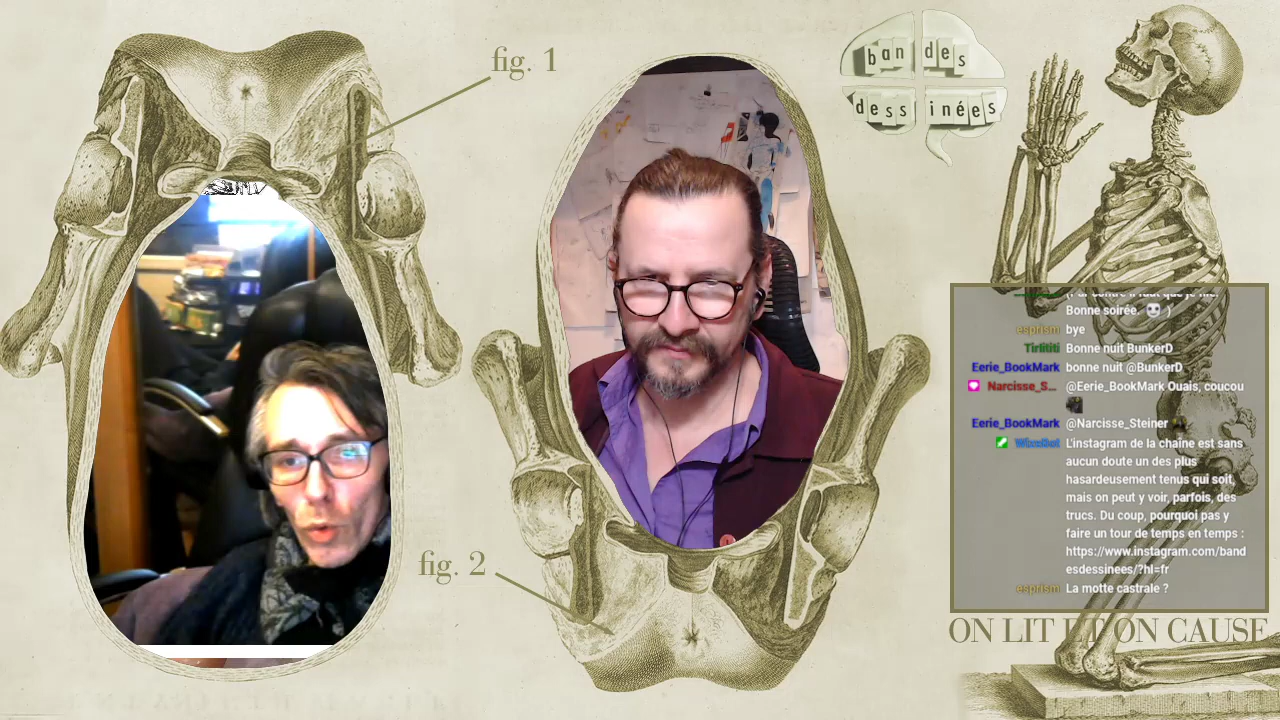 fig. 1
ban des
dess inées
Bonne soirée. )
esprism bye
Tirlititi Bonne nuit BunkerD
Eerie_BookMark bonne nuit @BunkerD
Narcisse_S... @Eerie_BookMark Ouais, coucou
Eerie_BookMark @Narcisse_Steiner
WizeBot L'instagram de la chaîne est sans
aucun doute un des plus
hasardeusement tenus qui soit,
mais on peut y voir, parfois, des
trucs. Du coup, pourquoi pas y
faire un tour de temps en temps :
https://www.instagram.com/band
esdessinees/?hl=fr
esprism La motte castrale ?
fig. 2
ON LIT ET ON CAUSE